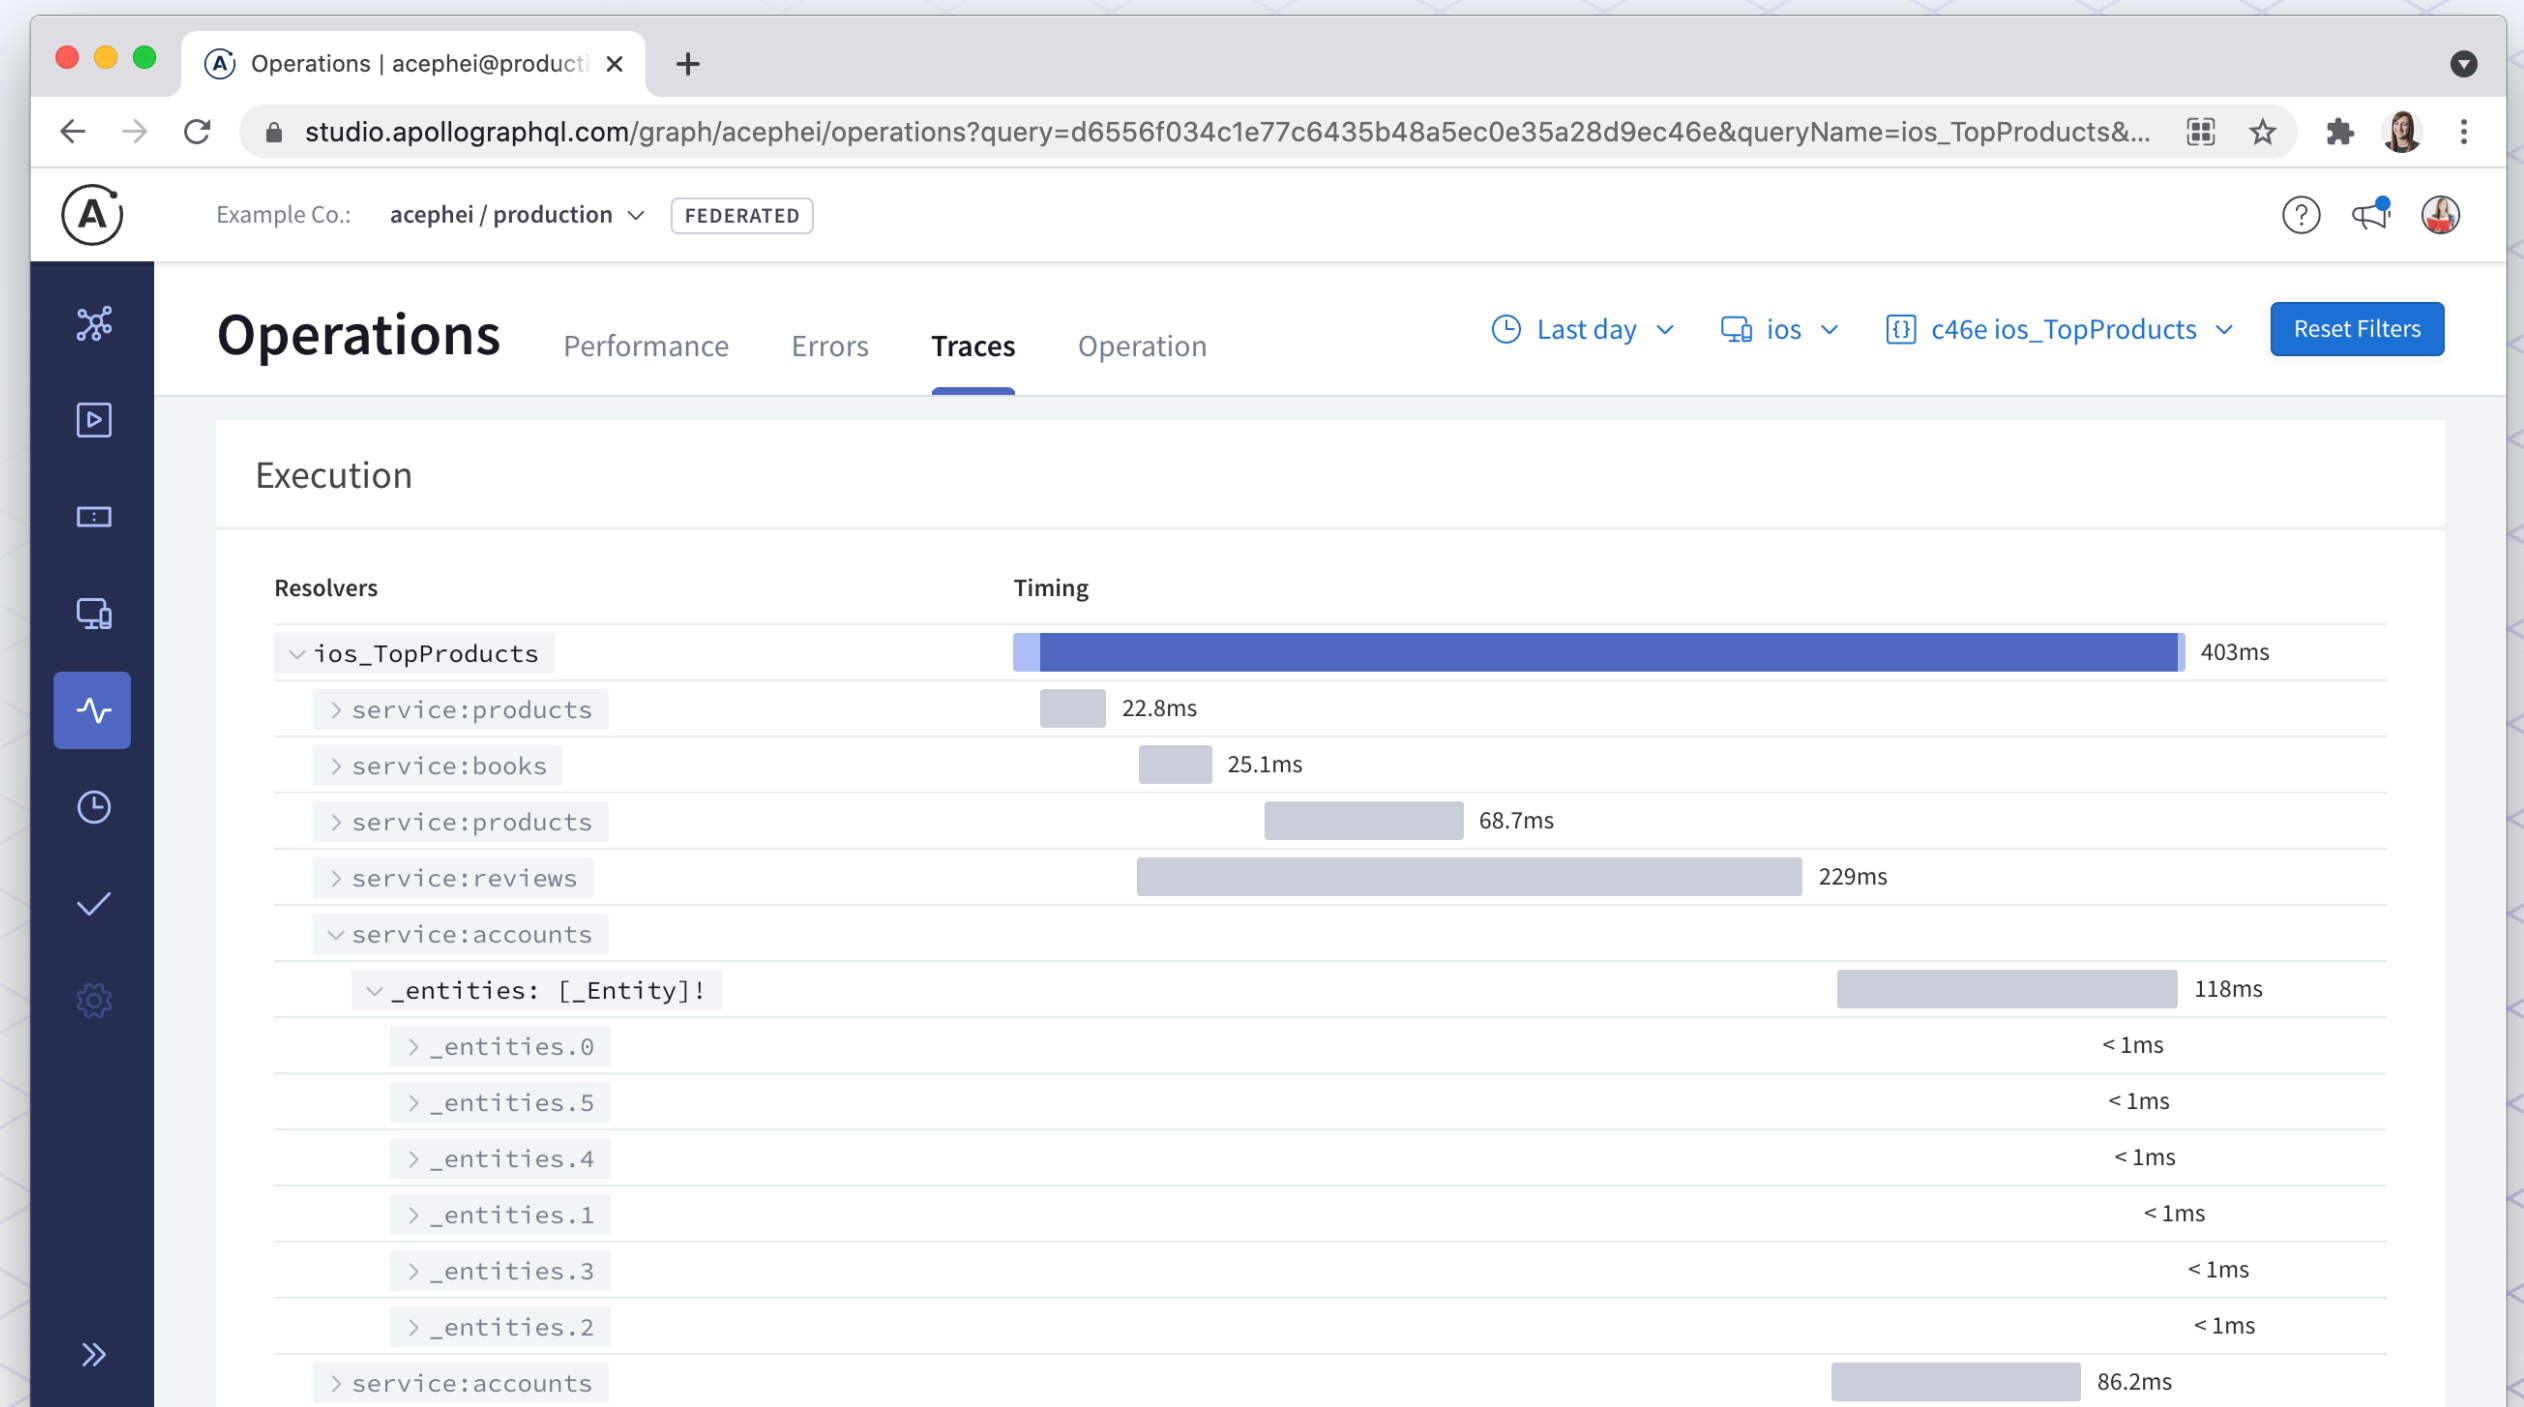 Operations | acephei@producti
studio.apollographql.com/graph/acephei/operations?query=d6556f034c1e77c6435b48a5ec0e35a28d9ec46e&queryName=ios_TopProducts&...
Example Co.: acephei / production FEDERATED
Operations Performance Errors Traces Operation Last day ios c46e ios_TopProducts Reset Filters
Execution
Resolvers Timing
ios_TopProducts 403ms
service:products 22.8ms
service:books 25.1ms
service:products 68.7ms
service:reviews 229ms
service:accounts
_entities: [_Entity]! 118ms
_entities.0 < 1ms
_entities.5 < 1ms
_entities.4 < 1ms
_entities.1 < 1ms
_entities.3 < 1ms
_entities.2 < 1ms
service:accounts 86.2ms